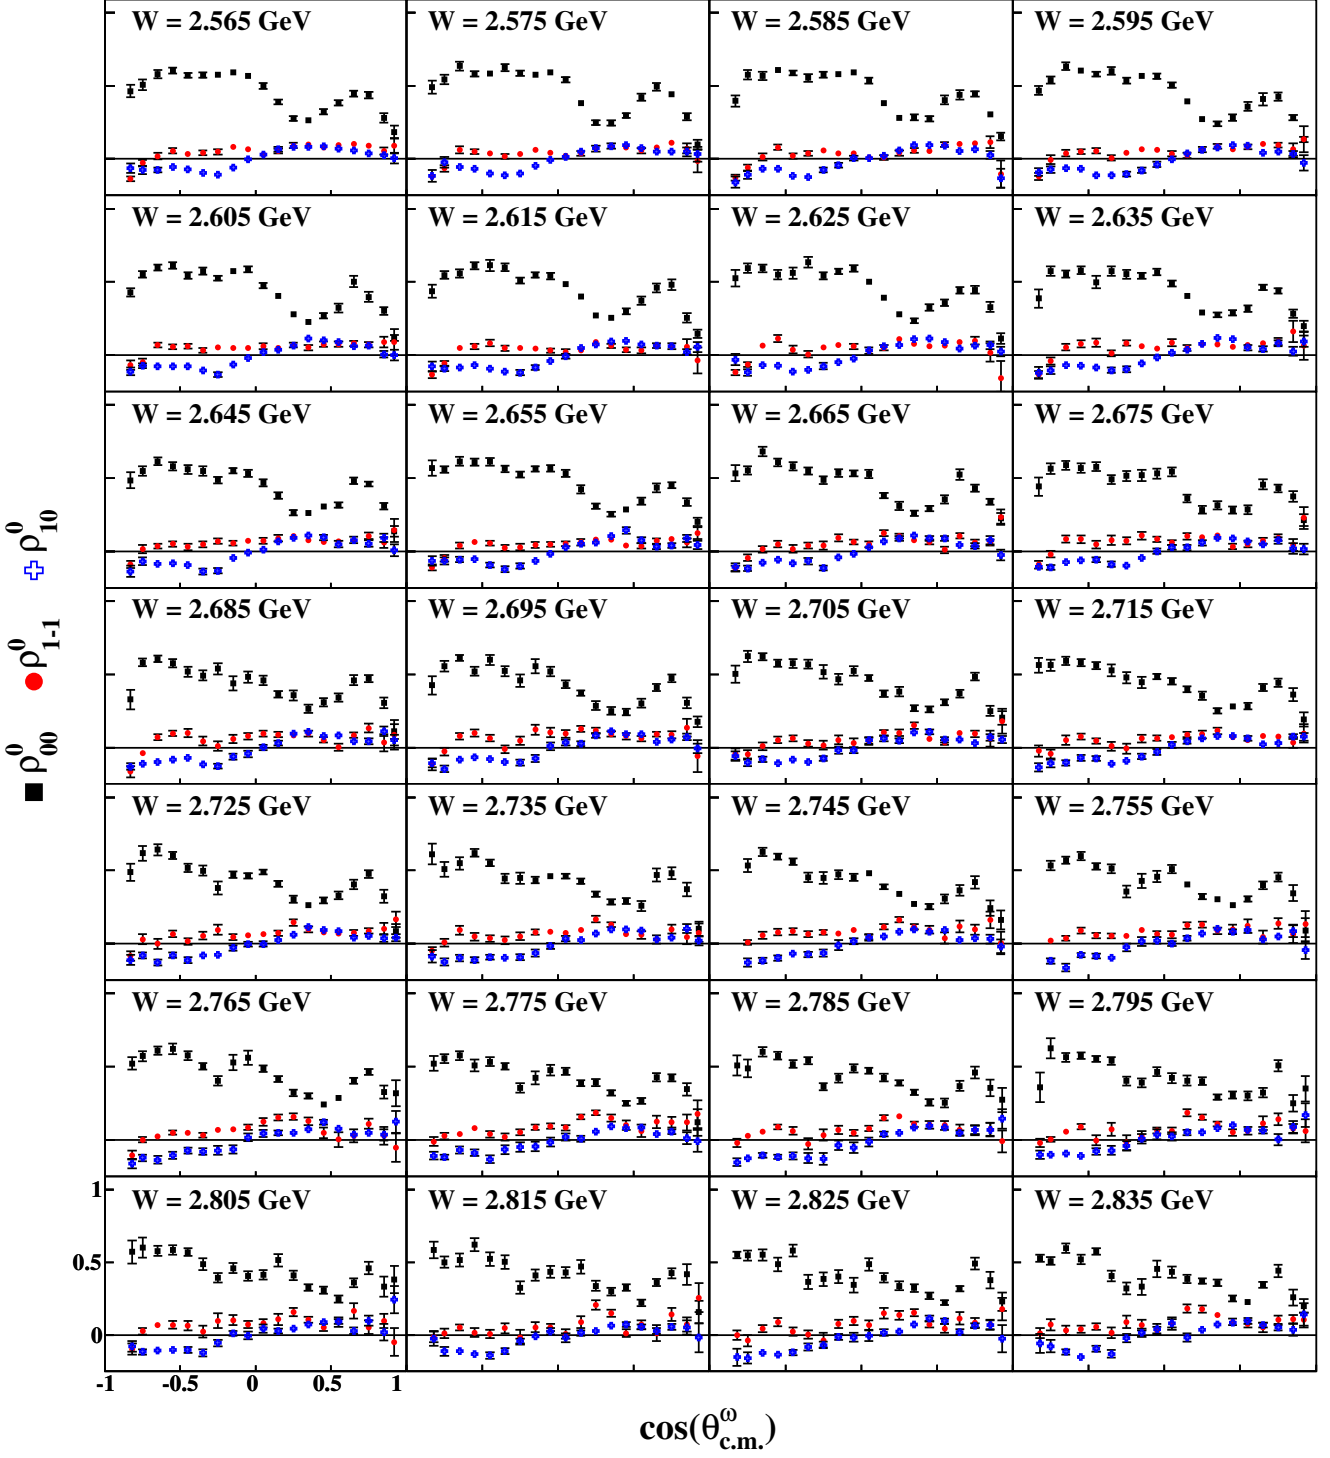 W = 2.565 GeV
W = 2.575 GeV
W = 2.585 GeV
W = 2.595 GeV
W = 2.605 GeV
W = 2.615 GeV
W = 2.625 GeV
W = 2.635 GeV
W = 2.645 GeV
W = 2.655 GeV
W = 2.665 GeV
W = 2.675 GeV
W = 2.685 GeV
W = 2.695 GeV
W = 2.705 GeV
W = 2.715 GeV
W = 2.725 GeV
W = 2.735 GeV
W = 2.745 GeV
W = 2.755 GeV
W = 2.765 GeV
W = 2.775 GeV
W = 2.785 GeV
W = 2.795 GeV
W = 2.805 GeV
W = 2.815 GeV
W = 2.825 GeV
W = 2.835 GeV
■ ρ⁰₀₀ ● ρ⁰₁₋₁ ✚ ρ⁰₁₀
1
0.5
0
-1 -0.5 0 0.5 1
cos(θ^ω_c.m.)